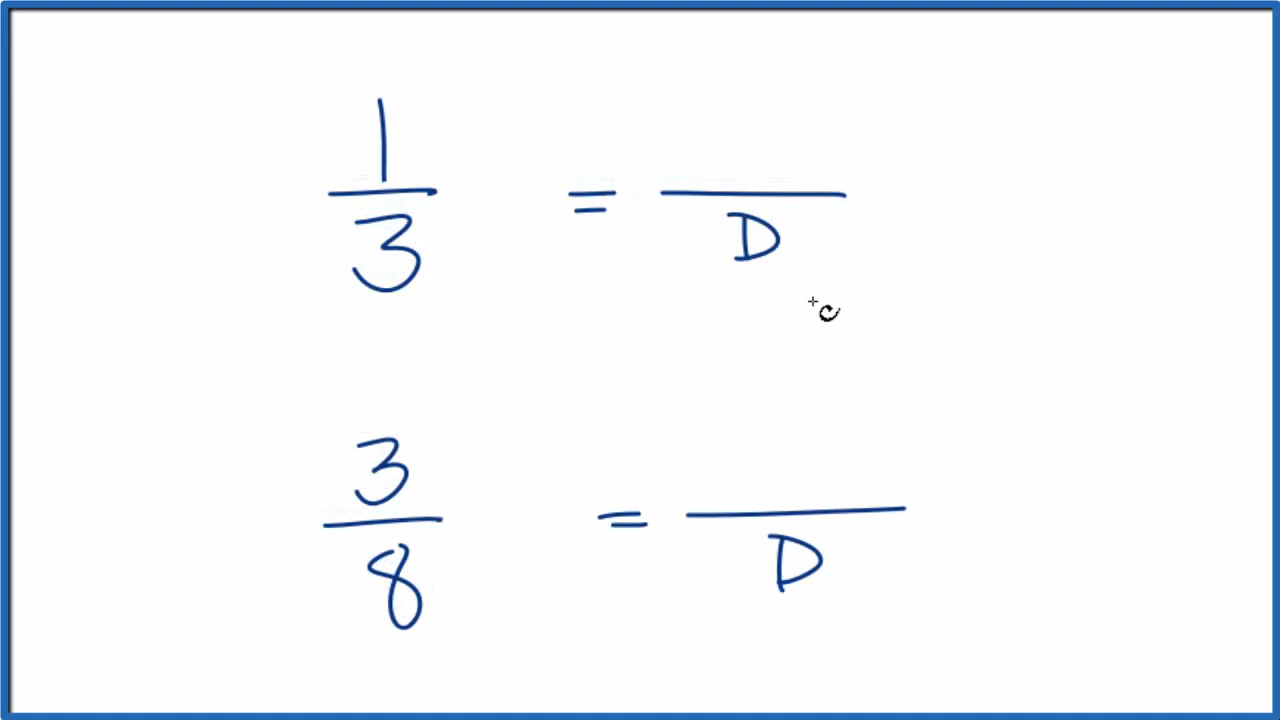 1
3 = D
3
8 = D